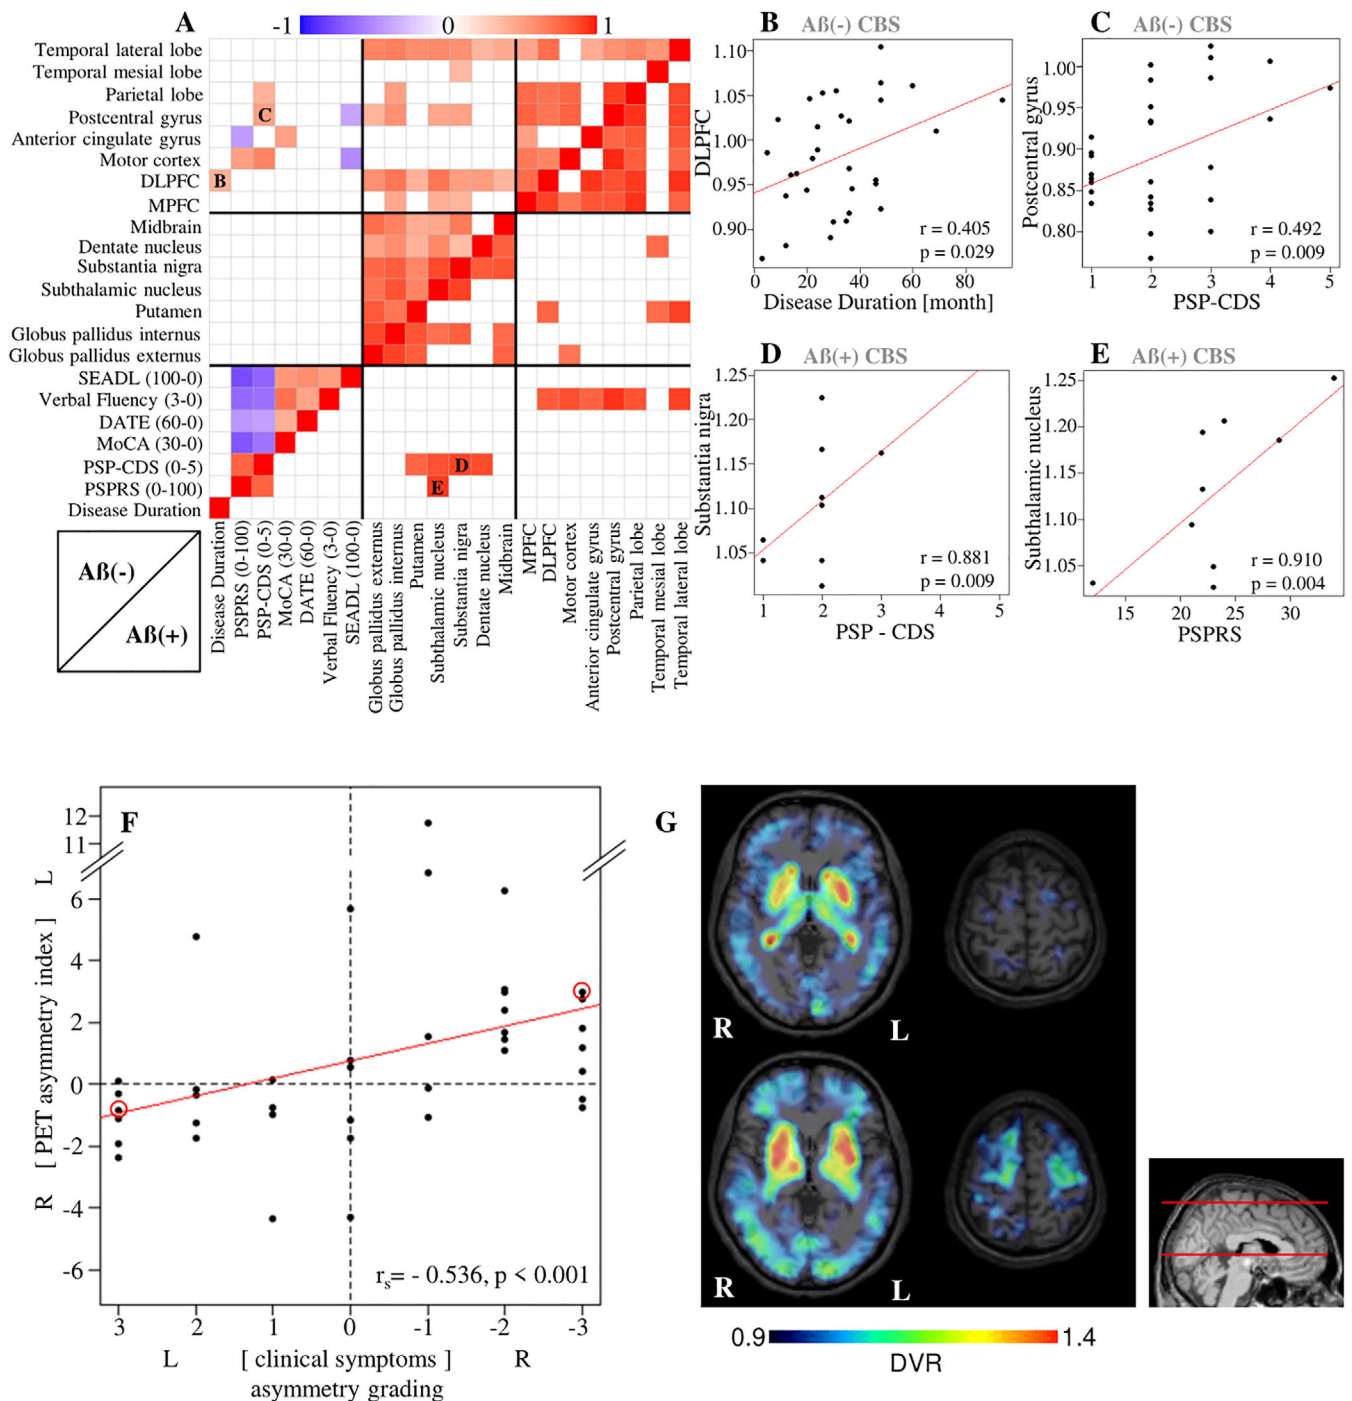 A
-1
0
1
Temporal lateral lobe
Temporal mesial lobe
Parietal lobe
Postcentral gyrus
Anterior cingulate gyrus
Motor cortex
DLPFC
MPFC
Midbrain
Dentate nucleus
Substantia nigra
Subthalamic nucleus
Putamen
Globus pallidus internus
Globus pallidus externus
SEADL (100-0)
Verbal Fluency (3-0)
DATE (60-0)
MoCA (30-0)
PSP-CDS (0-5)
PSPRS (0-100)
Disease Duration
C
B
D
E
Aß(-)
Aß(+)
Disease Duration
PSPRS (0-100)
PSP-CDS (0-5)
MoCA (30-0)
DATE (60-0)
Verbal Fluency (3-0)
SEADL (100-0)
Globus pallidus externus
Globus pallidus internus
Putamen
Subthalamic nucleus
Substantia nigra
Dentate nucleus
Midbrain
MPFC
DLPFC
Motor cortex
Anterior cingulate gyrus
Postcentral gyrus
Parietal lobe
Temporal mesial lobe
Temporal lateral lobe
B Aß(-) CBS
DLPFC
1.10
1.05
1.00
0.95
0.90
r = 0.405
p = 0.029
0 20 40 60 80
Disease Duration [month]
C Aß(-) CBS
Postcentral gyrus
1.00
0.95
0.90
0.85
0.80
r = 0.492
p = 0.009
1 2 3 4 5
PSP-CDS
D Aß(+) CBS
Substantia nigra
1.25
1.20
1.15
1.10
1.05
r = 0.881
p = 0.009
1 2 3 4 5
PSP - CDS
E Aß(+) CBS
Subthalamic nucleus
1.25
1.20
1.15
1.10
1.05
r = 0.910
p = 0.004
15 20 25 30
PSPRS
F
R [ PET asymmetry index ] L
12
11
6
4
2
0
-2
-4
-6
rₛ= - 0.536, p < 0.001
3 2 1 0 -1 -2 -3
L [ clinical symptoms ] R
asymmetry grading
G
R L
R L
0.9 1.4
DVR